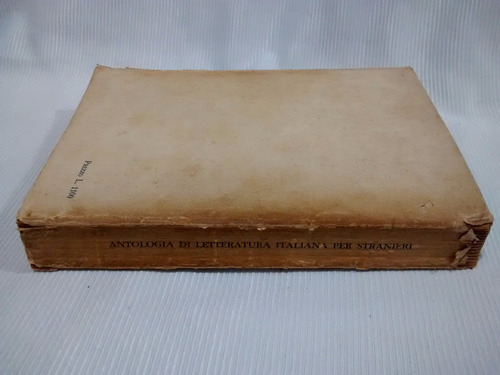 Prezzo L. 1100
ANTOLOGIA DI LETTERATURA ITALIANA PER STRANIERI